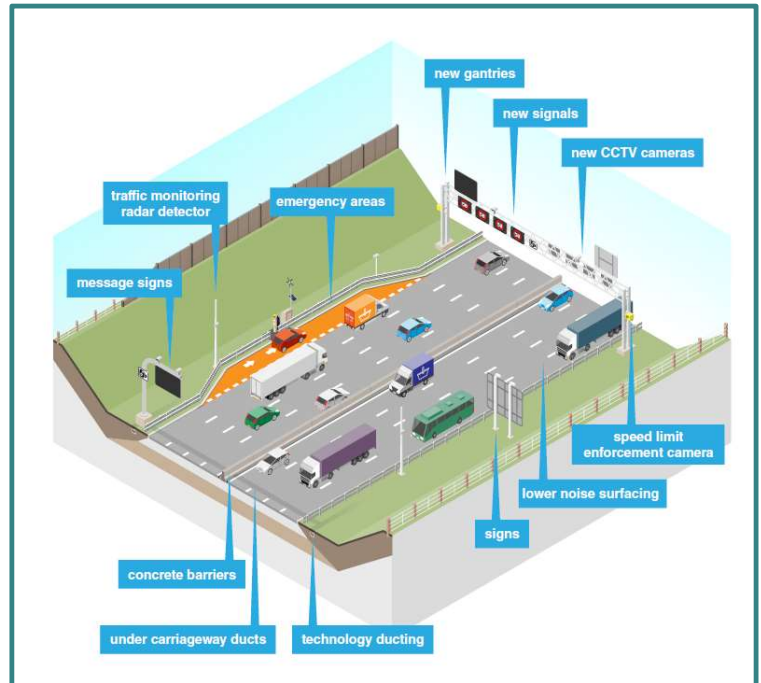 new gantries
new signals
new CCTV cameras
traffic monitoring
radar detector
emergency areas
message signs
speed limit
enforcement camera
lower noise surfacing
signs
concrete barriers
under carriageway ducts
technology ducting